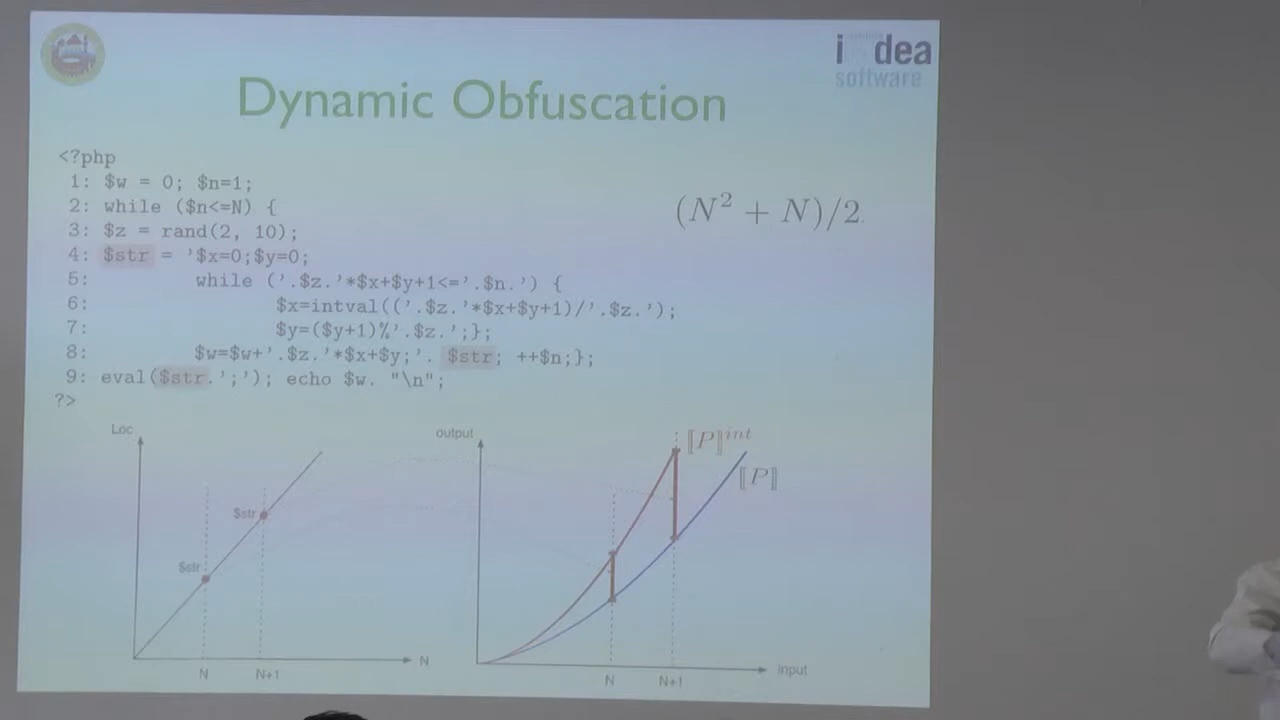 i dea
software
Dynamic Obfuscation
<?php
1: $w = 0; $n=1;
2: while ($n<=N) {
3: $z = rand(2, 10);
4: $str = '$x=0;$y=0;
5: while ('.$z.'*$x+$y+1<='.$n.') {
6: $x=intval(('.$z.'*$x+$y+1)/'.$z.');
7: $y=($y+1)%'.$z.';};
8: $w=$w+'.$z.'*$x+$y;'. $str; ++$n;};
9: eval($str.';'); echo $w. "\n";
?>
(N² + N)/2
Loc
$str
$str
N
N+1
N
output
⟦P⟧^int
⟦P⟧
N
N+1
input